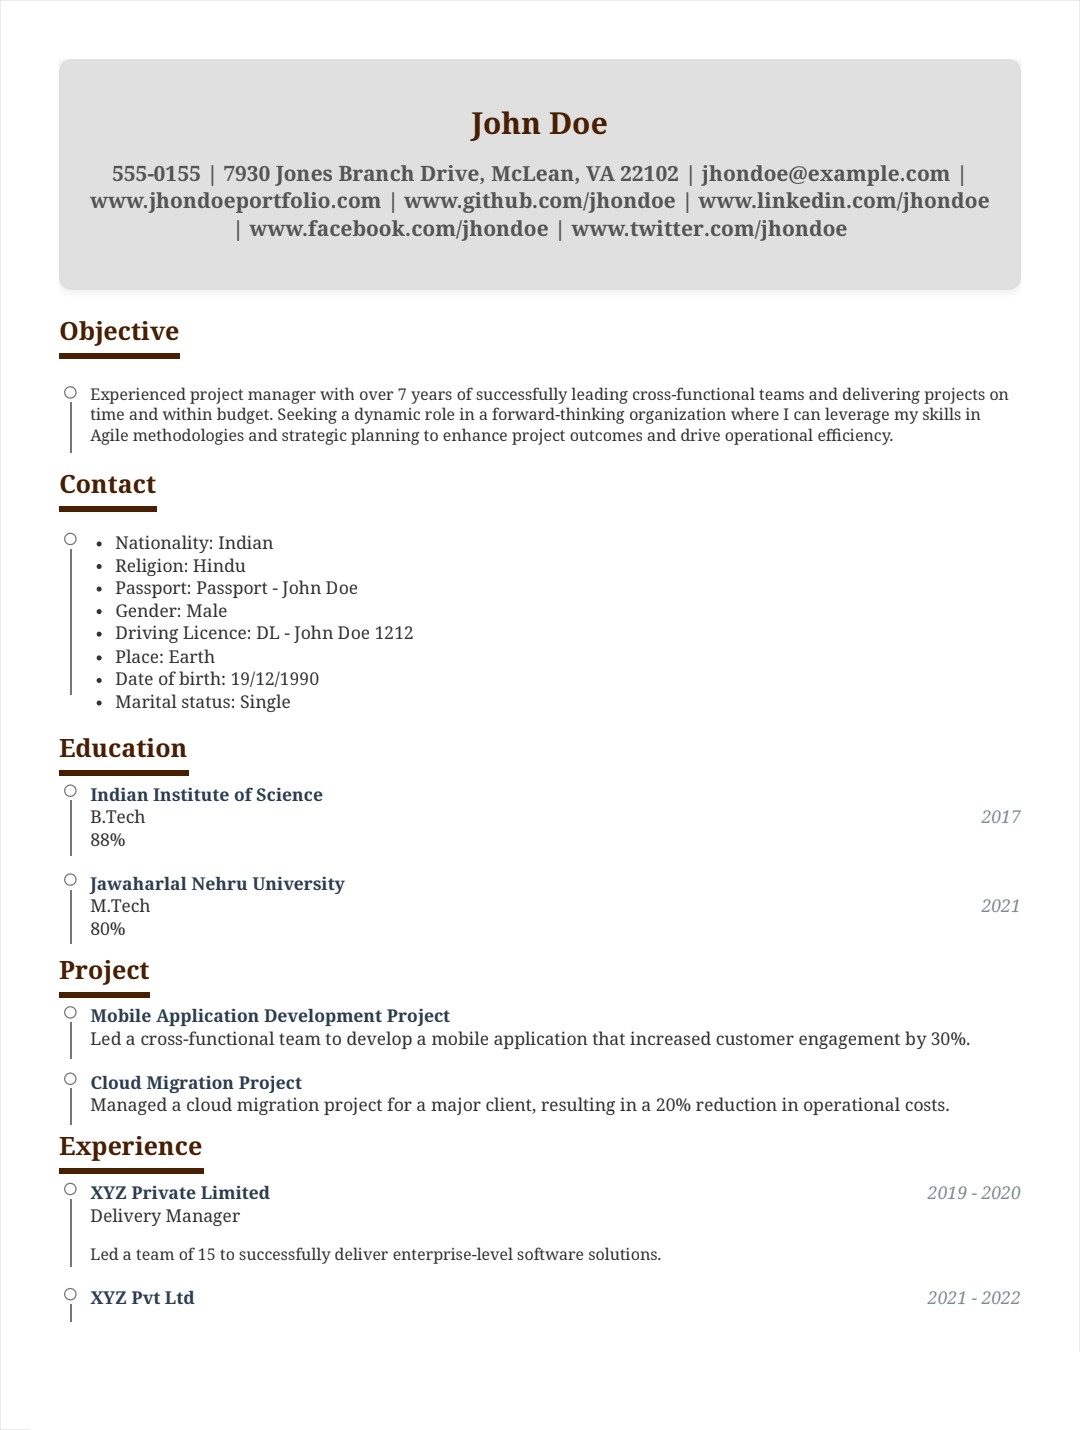 John Doe
555-0155 | 7930 Jones Branch Drive, McLean, VA 22102 | jhondoe@example.com |
www.jhondoeportfolio.com | www.github.com/jhondoe | www.linkedin.com/jhondoe
| www.facebook.com/jhondoe | www.twitter.com/jhondoe
Objective
Experienced project manager with over 7 years of successfully leading cross-functional teams and delivering projects on
time and within budget. Seeking a dynamic role in a forward-thinking organization where I can leverage my skills in
Agile methodologies and strategic planning to enhance project outcomes and drive operational efficiency.
Contact
• Nationality: Indian
• Religion: Hindu
• Passport: Passport - John Doe
• Gender: Male
• Driving Licence: DL - John Doe 1212
• Place: Earth
• Date of birth: 19/12/1990
• Marital status: Single
Education
Indian Institute of Science
B.Tech 2017
88%
Jawaharlal Nehru University
M.Tech 2021
80%
Project
Mobile Application Development Project
Led a cross-functional team to develop a mobile application that increased customer engagement by 30%.
Cloud Migration Project
Managed a cloud migration project for a major client, resulting in a 20% reduction in operational costs.
Experience
XYZ Private Limited 2019 - 2020
Delivery Manager
Led a team of 15 to successfully deliver enterprise-level software solutions.
XYZ Pvt Ltd 2021 - 2022